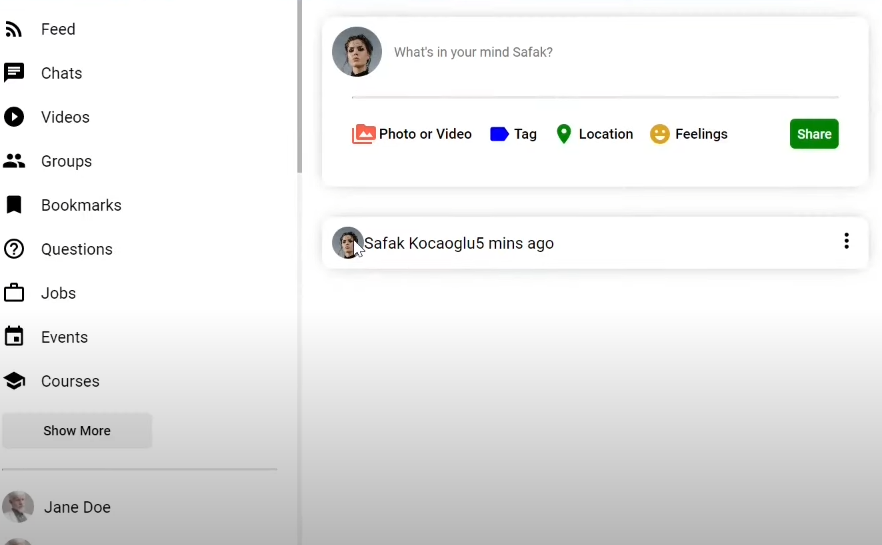 Feed
Chats
Videos
Groups
Bookmarks
Questions
Jobs
Events
Courses
Show More
Jane Doe
What's in your mind Safak?
Photo or Video Tag Location Feelings Share
Safak Kocaoglu5 mins ago